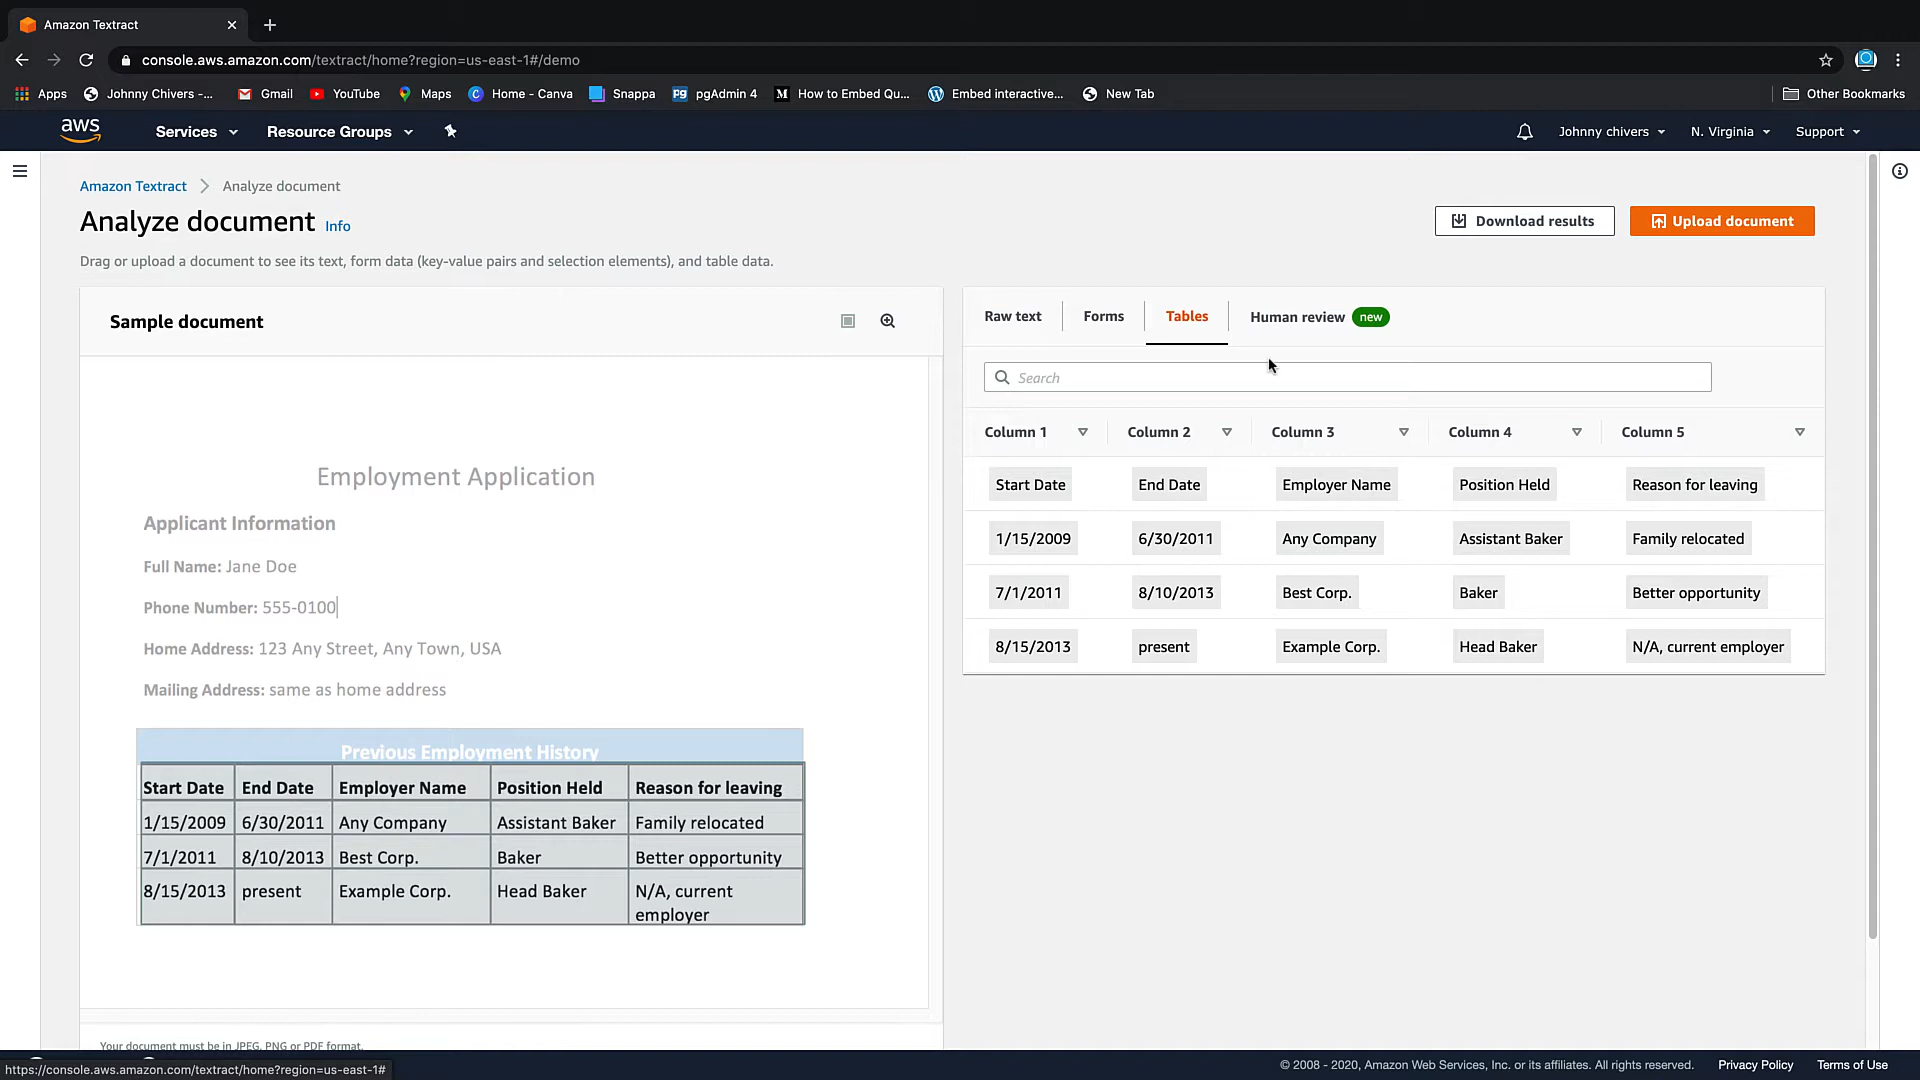 Amazon Textract
console.aws.amazon.com/textract/home?region=us-east-1#/demo
Apps
Johnny Chivers -...
Gmail
YouTube
Maps
Home - Canva
Snappa
pgAdmin 4
How to Embed Qu...
Embed interactive...
New Tab
Other Bookmarks
aws
Services
Resource Groups
Johnny chivers
N. Virginia
Support
Amazon Textract
Analyze document
Analyze document Info
Download results
Upload document
Drag or upload a document to see its text, form data (key-value pairs and selection elements), and table data.
Sample document
Employment Application
Applicant Information
Full Name: Jane Doe
Phone Number: 555-0100
Home Address: 123 Any Street, Any Town, USA
Mailing Address: same as home address
Previous Employment History
Start Date End Date Employer Name Position Held Reason for leaving
1/15/2009 6/30/2011 Any Company Assistant Baker Family relocated
7/1/2011 8/10/2013 Best Corp. Baker Better opportunity
8/15/2013 present Example Corp. Head Baker N/A, current
employer
Your document must be in JPEG, PNG or PDF format.
Raw text
Forms
Tables
Human review new
Search
Column 1 Column 2 Column 3 Column 4 Column 5
Start Date End Date Employer Name Position Held Reason for leaving
1/15/2009 6/30/2011 Any Company Assistant Baker Family relocated
7/1/2011 8/10/2013 Best Corp. Baker Better opportunity
8/15/2013 present Example Corp. Head Baker N/A, current employer
https://console.aws.amazon.com/textract/home?region=us-east-1#
© 2008 - 2020, Amazon Web Services, Inc. or its affiliates. All rights reserved.
Privacy Policy
Terms of Use